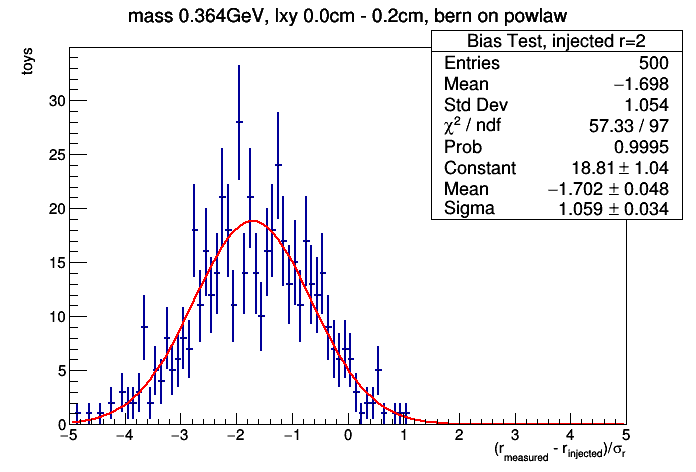 mass 0.364GeV, lxy 0.0cm - 0.2cm, bern on powlaw
toys
Bias Test, injected r=2
Entries 500
Mean −1.698
Std Dev 1.054
χ² / ndf 57.33 / 97
Prob 0.9995
Constant 18.81 ± 1.04
Mean −1.702 ± 0.048
Sigma 1.059 ± 0.034
30
25
20
15
10
5
0
−5 −4 −3 −2 −1 0 1 2 3 4 5
(r_measured - r_injected)/σ_r